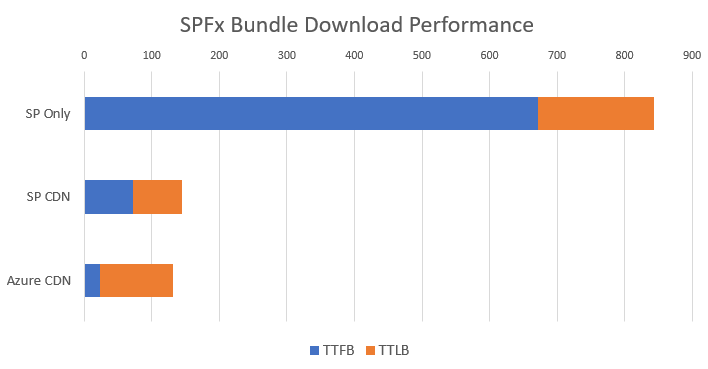 SPFx Bundle Download Performance
0 100 200 300 400 500 600 700 800 900
SP Only
SP CDN
Azure CDN
TTFB TTLB